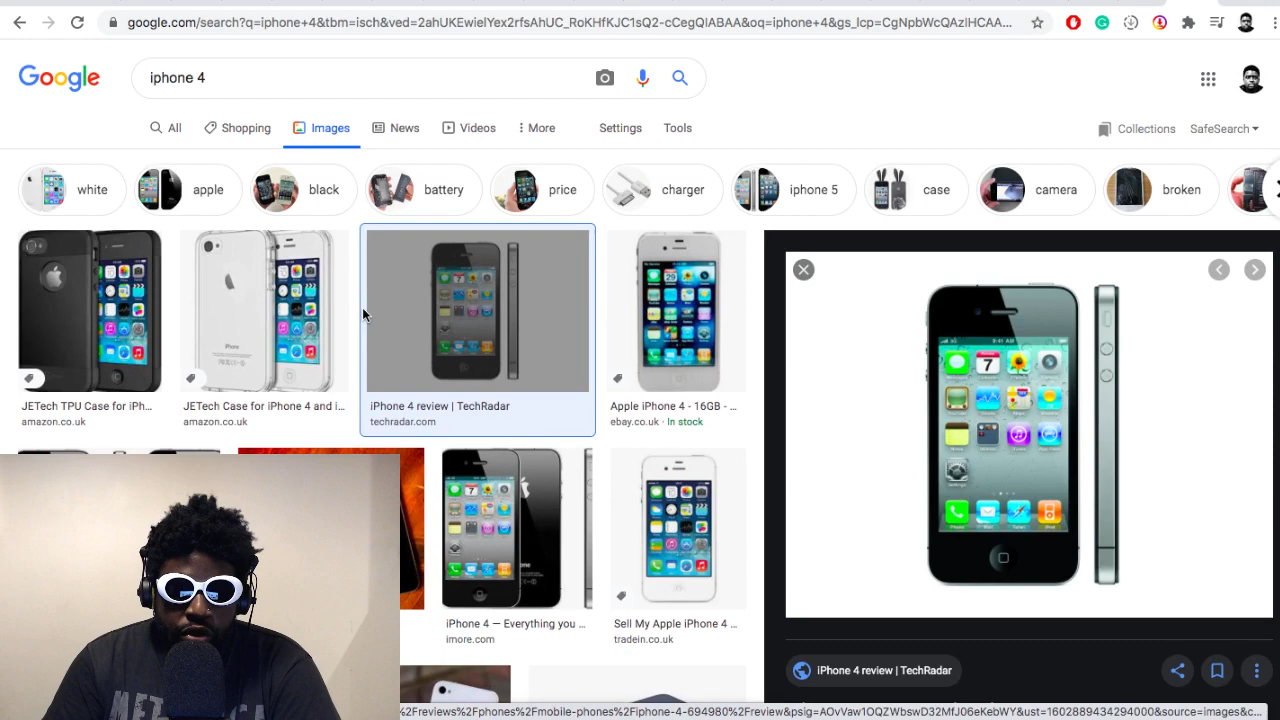 google.com/search?q=iphone+4&tbm=isch&ved=2ahUKEwielYex2rfsAhUC_RoKHfKJC1sQ2-cCegQIABAA&oq=iphone+4&gs_lcp=CgNpbWcQAzIHCAA...
Google
iphone 4
All
Shopping
Images
News
Videos
More
Settings
Tools
Collections
SafeSearch
white
apple
black
battery
price
charger
iphone 5
case
camera
broken
JETech TPU Case for iPh...
amazon.co.uk
JETech Case for iPhone 4 and i...
amazon.co.uk
iPhone 4 review | TechRadar
techradar.com
Apple iPhone 4 - 16GB - ...
ebay.co.uk · In stock
iPhone 4 — Everything you ...
imore.com
Sell My Apple iPhone 4 ...
tradein.co.uk
9:41 AM
7
iPhone 4 review | TechRadar
MET
%2Freviews%2Fphones%2Fmobile-phones%2Fiphone-4-694980%2Freview&psig=AOvVaw1OQZWbswD32MfJ06eKebWY&ust=1602889434294000&source=images&c...